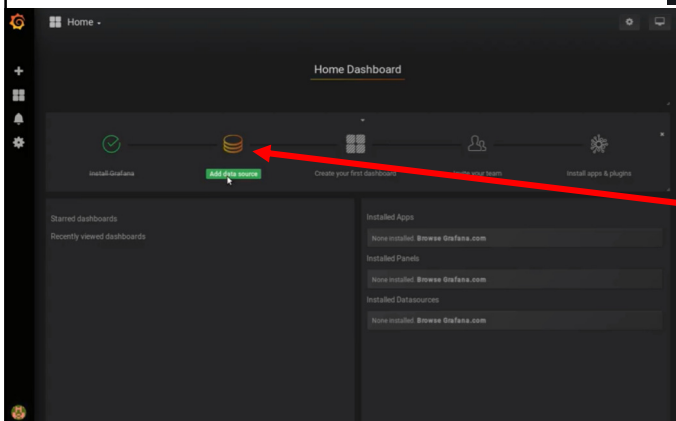 Home
Home Dashboard
Install Grafana
Add data source
Create your first dashboard
Invite your team
Install apps & plugins
Starred dashboards
Recently viewed dashboards
Installed Apps
None installed. Browse Grafana.com
Installed Panels
None installed. Browse Grafana.com
Installed Datasources
None installed. Browse Grafana.com